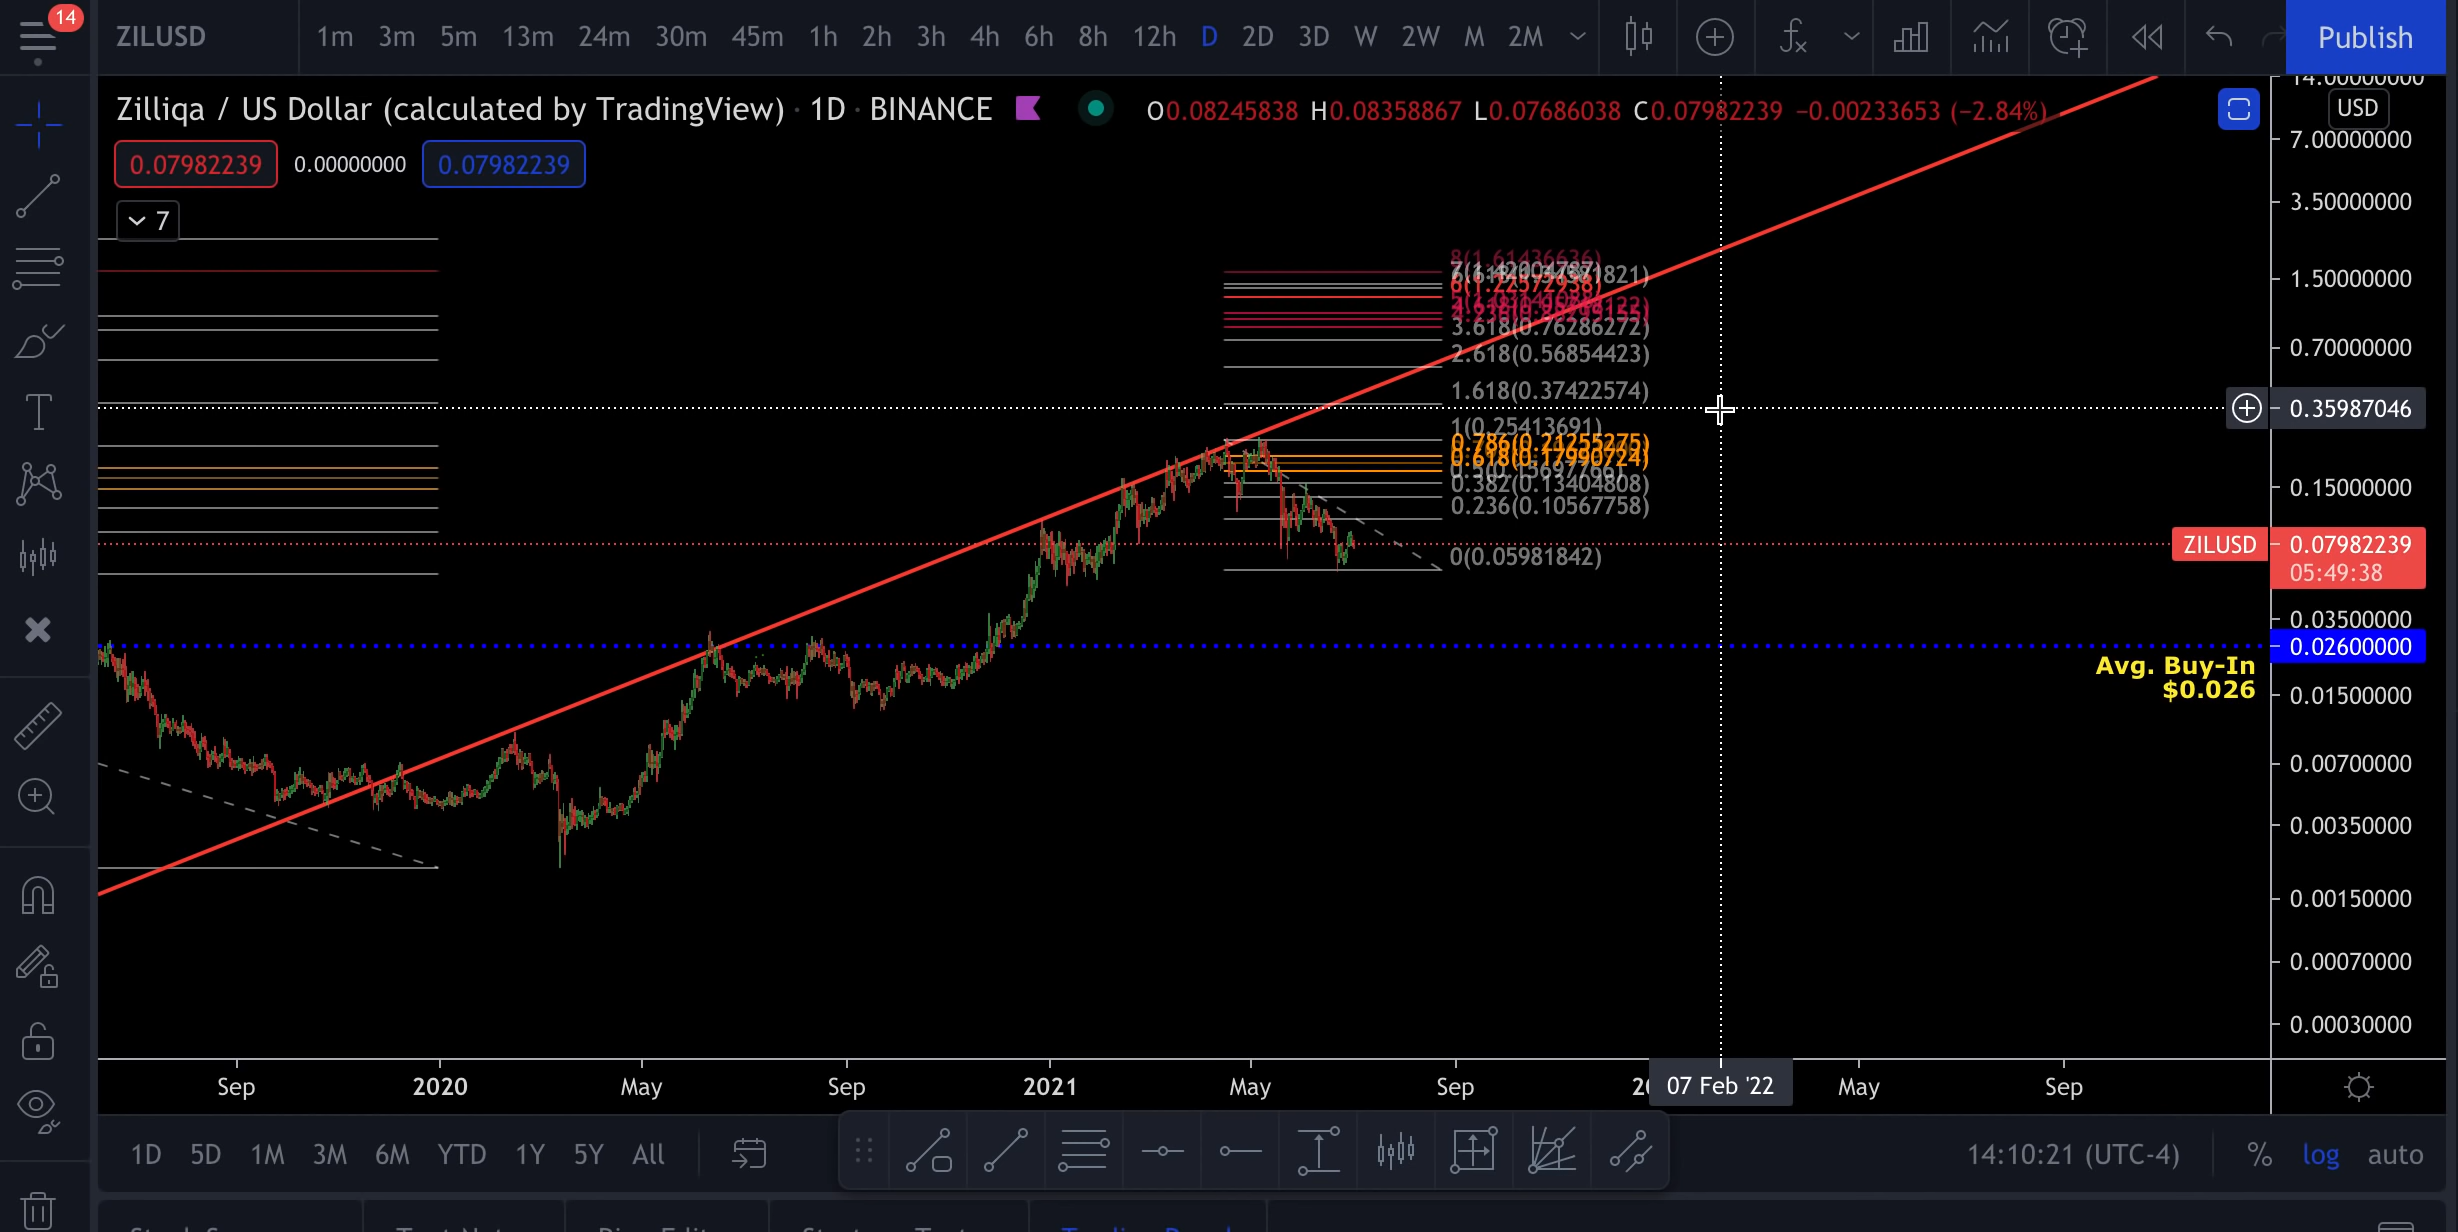 14
ZILUSD
1m 3m 5m 13m 24m 30m 45m 1h 2h 3h 4h 6h 8h 12h D 2D 3D W 2W M 2M
Publish
Zilliqa / US Dollar (calculated by TradingView) · 1D · BINANCE
O0.08245838 H0.08358867 L0.07686038 C0.07982239 −0.00233653 (−2.84%)
USD
0.07982239 0.00000000 0.07982239
7
14.00000000
7.00000000
3.50000000
1.50000000
0.70000000
0.35987046
0.15000000
ZILUSD 0.07982239
05:49:38
0.03500000
0.02600000
0.01500000
0.00700000
0.00350000
0.00150000
0.00070000
0.00030000
8(1.61436636)
6(1.22572938)
3.618(0.76286272)
2.618(0.56854423)
1.618(0.37422574)
1(0.25413691)
0.786(0.21255275)
0.618(0.17990724)
0.5(0.15697766)
0.382(0.13404808)
0.236(0.10567758)
0(0.05981842)
Avg. Buy-In
$0.026
Sep 2020 May Sep 2021 May Sep 07 Feb '22 May Sep
1D 5D 1M 3M 6M YTD 1Y 5Y All
14:10:21 (UTC-4) % log auto